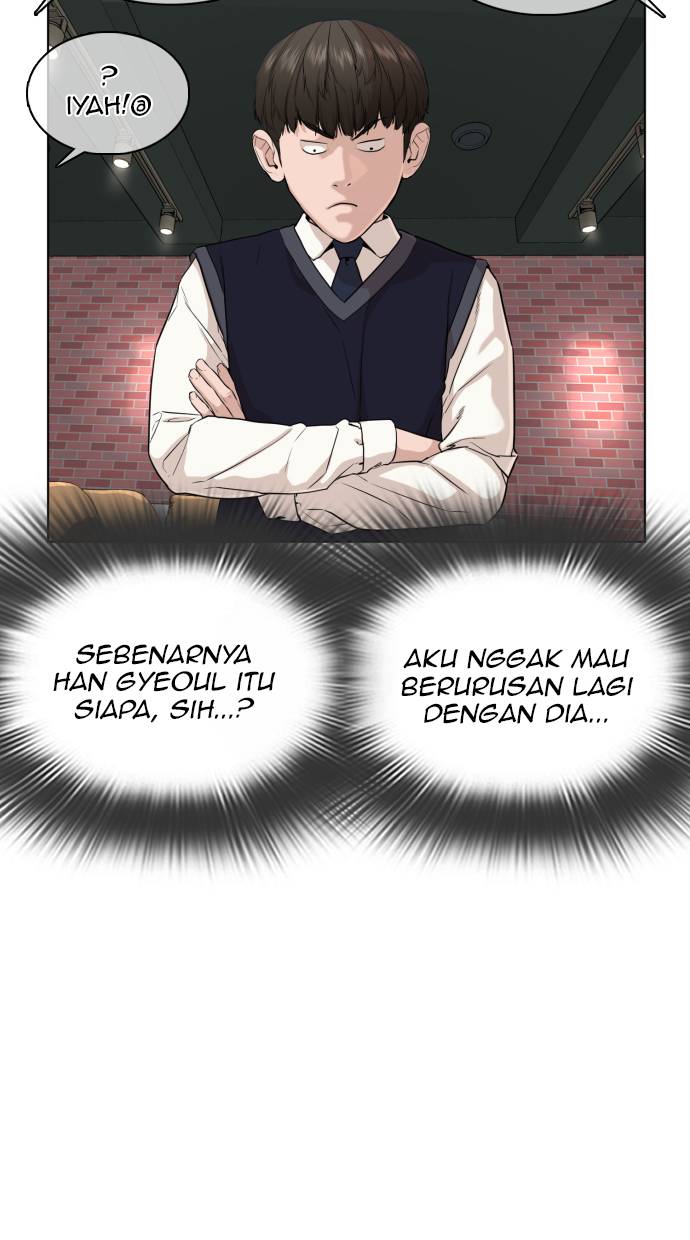 ?
IYAH!@
SEBENARNYA
HAN GYEOUL ITU
SIAPA, SIH...?
AKU NGGAK MAU
BERURUSAN LAGI
DENGAN DIA...